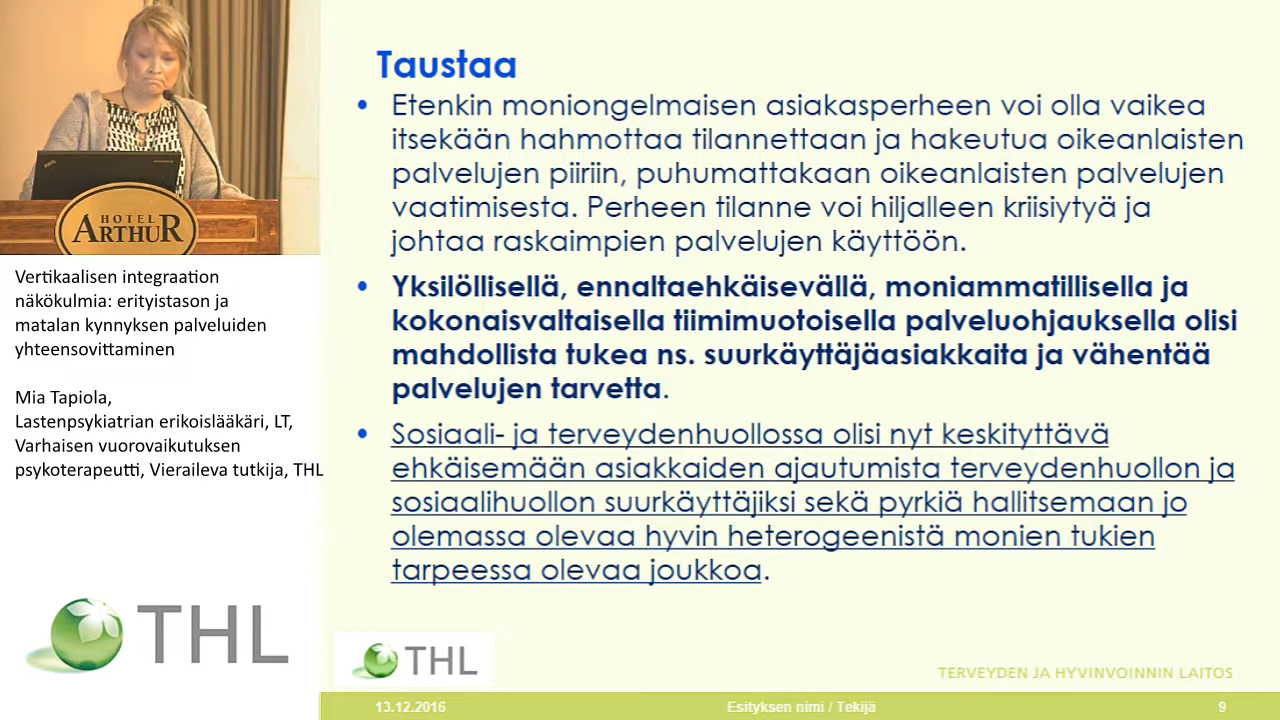 HOTEL
ARTHUR
Vertikaalisen integraation
näkökulmia: erityistason ja
matalan kynnyksen palveluiden
yhteensovittaminen
Mia Tapiola,
Lastenpsykiatrian erikoislääkäri, LT,
Varhaisen vuorovaikutuksen
psykoterapeutti, Vieraileva tutkija, THL
THL
Taustaa
• Etenkin moniongelmaisen asiakasperheen voi olla vaikea
itsekään hahmottaa tilannettaan ja hakeutua oikeanlaisten
palvelujen piiriin, puhumattakaan oikeanlaisten palvelujen
vaatimisesta. Perheen tilanne voi hiljalleen kriisiytyä ja
johtaa raskaimpien palvelujen käyttöön.
• Yksilöllisellä, ennaltaehkäisevällä, moniammatillisella ja
kokonaisvaltaisella tiimimuotoisella palveluohjauksella olisi
mahdollista tukea ns. suurkäyttäjäasiakkaita ja vähentää
palvelujen tarvetta.
• Sosiaali- ja terveydenhuollossa olisi nyt keskityttävä
ehkäisemään asiakkaiden ajautumista terveydenhuollon ja
sosiaalihuollon suurkäyttäjiksi sekä pyrkiä hallitsemaan jo
olemassa olevaa hyvin heterogeenistä monien tukien
tarpeessa olevaa joukkoa.
THL
TERVEYDEN JA HYVINVOINNIN LAITOS
13.12.2016
Esityksen nimi / Tekijä
9